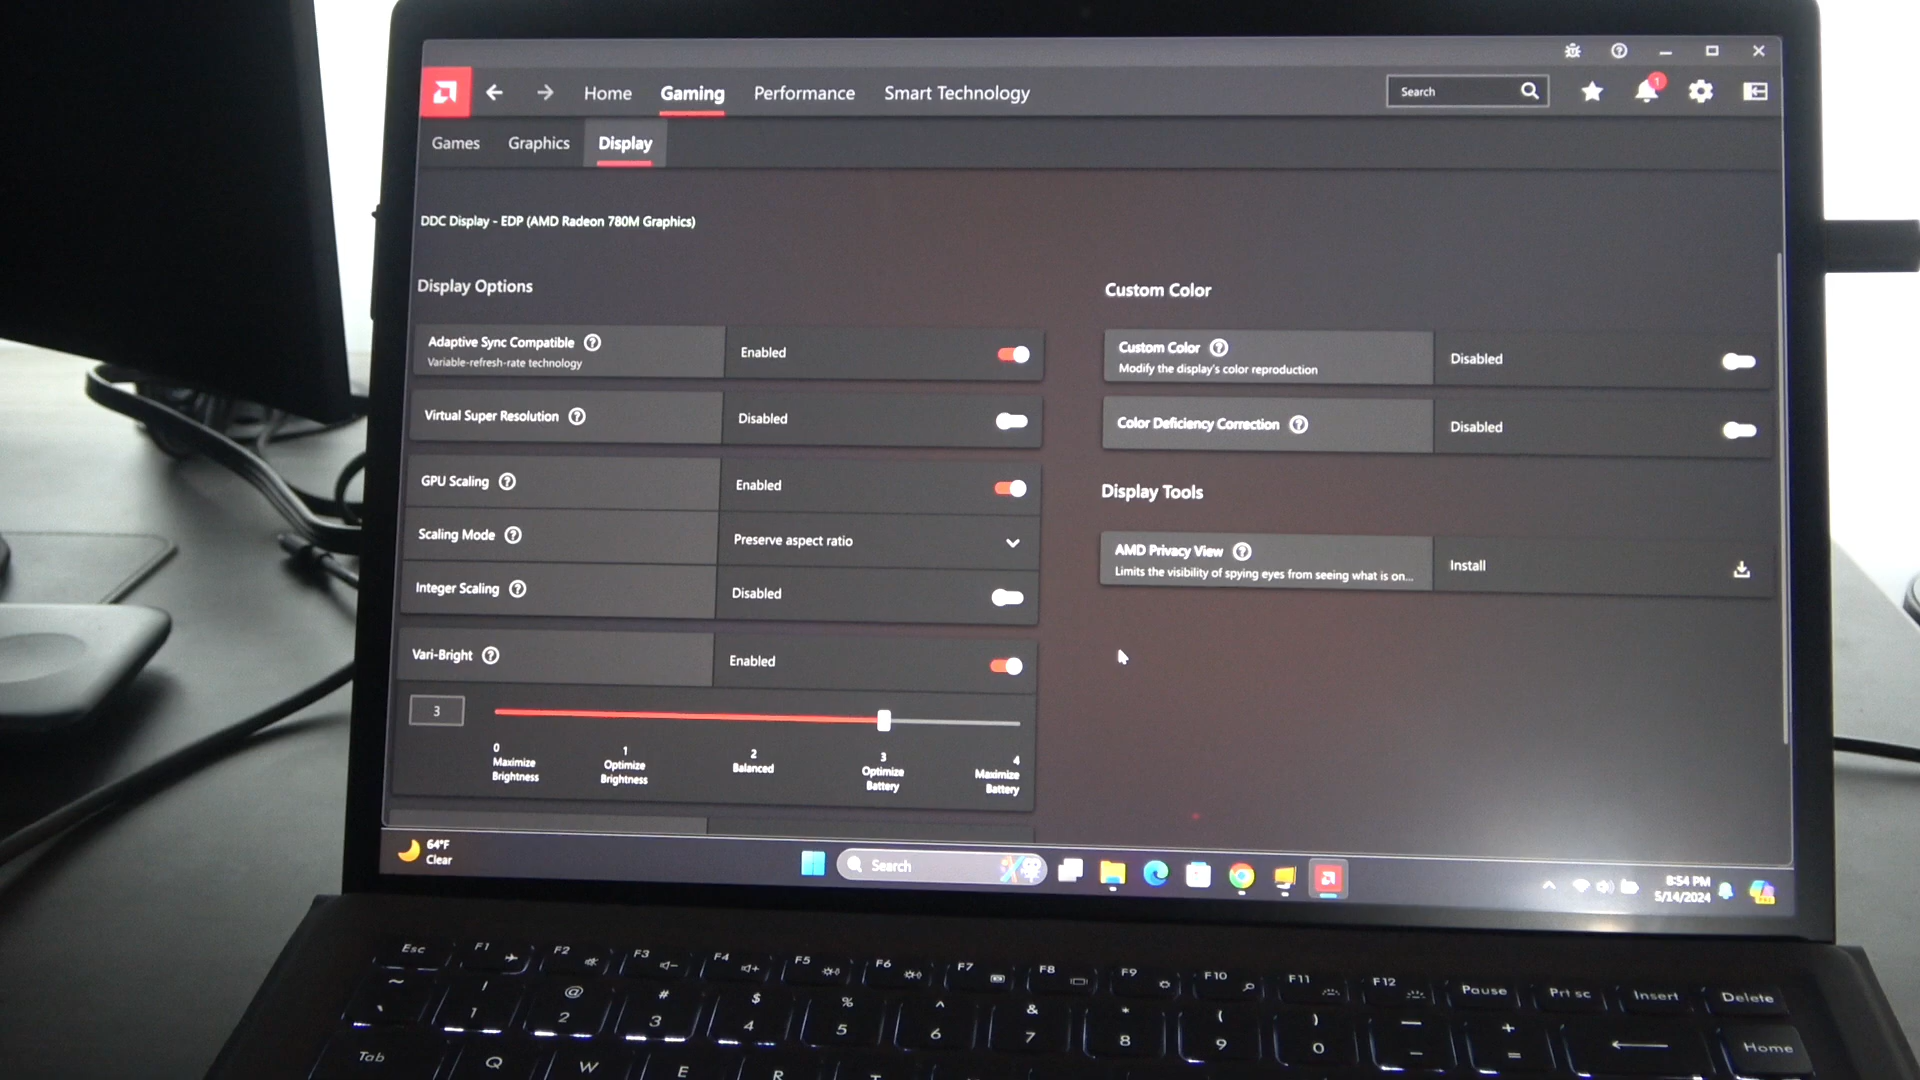 Home
Gaming
Performance
Smart Technology
Search
1
Games
Graphics
Display
DDC Display - EDP (AMD Radeon 780M Graphics)
Display Options
Custom Color
Adaptive Sync Compatible
Variable-refresh-rate technology
Enabled
Custom Color
Modify the display's color reproduction
Disabled
Virtual Super Resolution
Disabled
Color Deficiency Correction
Disabled
GPU Scaling
Enabled
Display Tools
Scaling Mode
Preserve aspect ratio
AMD Privacy View
Limits the visibility of spying eyes from seeing what is on...
Install
Integer Scaling
Disabled
Vari-Bright
Enabled
3
0
Maximize
Brightness
1
Optimize
Brightness
2
Balanced
3
Optimize
Battery
4
Maximize
Battery
64°F
Clear
Search
8:54 PM
5/14/2024
Esc F1 F2 F3 F4 F5 F6 F7 F8 F9 F10 F11 F12 Pause Prt sc Insert Delete
~ ! @ # $ % ^ & * ( ) — +
` 1 2 3 4 5 6 7 8 9 0 - = Home
Tab Q W E R T